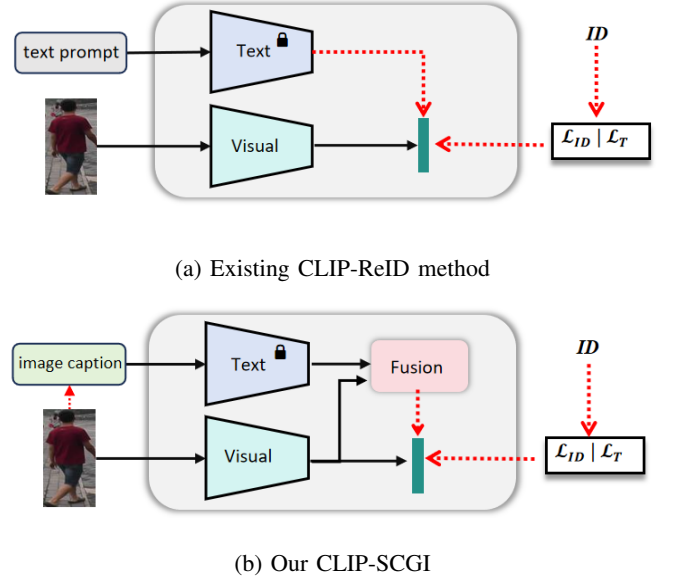 text prompt
Text
ID
Visual
ℒ_ID | ℒ_T
(a) Existing CLIP-ReID method
image caption
Text
Fusion
ID
Visual
ℒ_ID | ℒ_T
(b) Our CLIP-SCGI